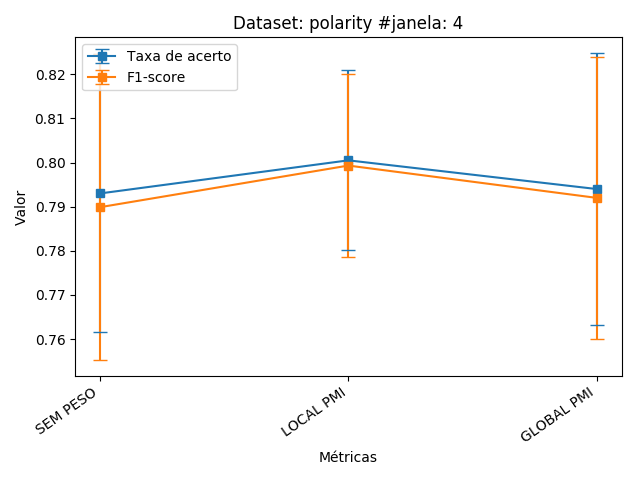 Dataset: polarity #janela: 4
Taxa de acerto
F1-score
0.82
0.81
0.80
0.79
0.78
0.77
0.76
Valor
SEM PESO
LOCAL PMI
GLOBAL PMI
Métricas